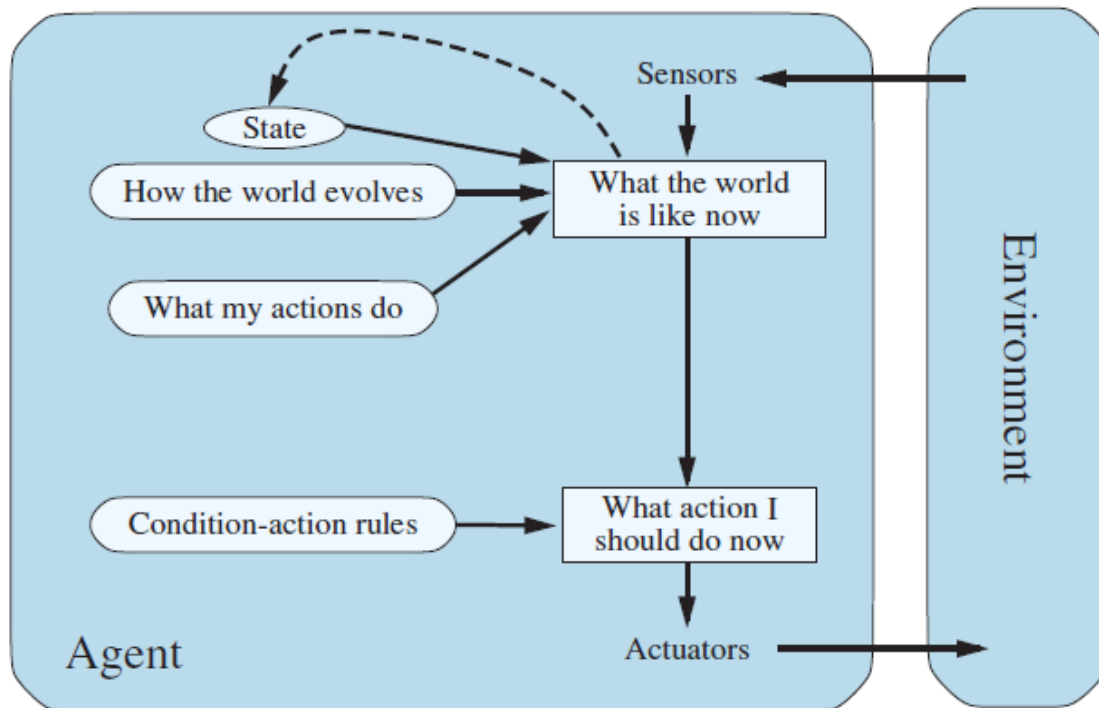 Sensors
State
How the world evolves
What the world
is like now
What my actions do
Environment
Condition-action rules
What action I
should do now
Agent
Actuators